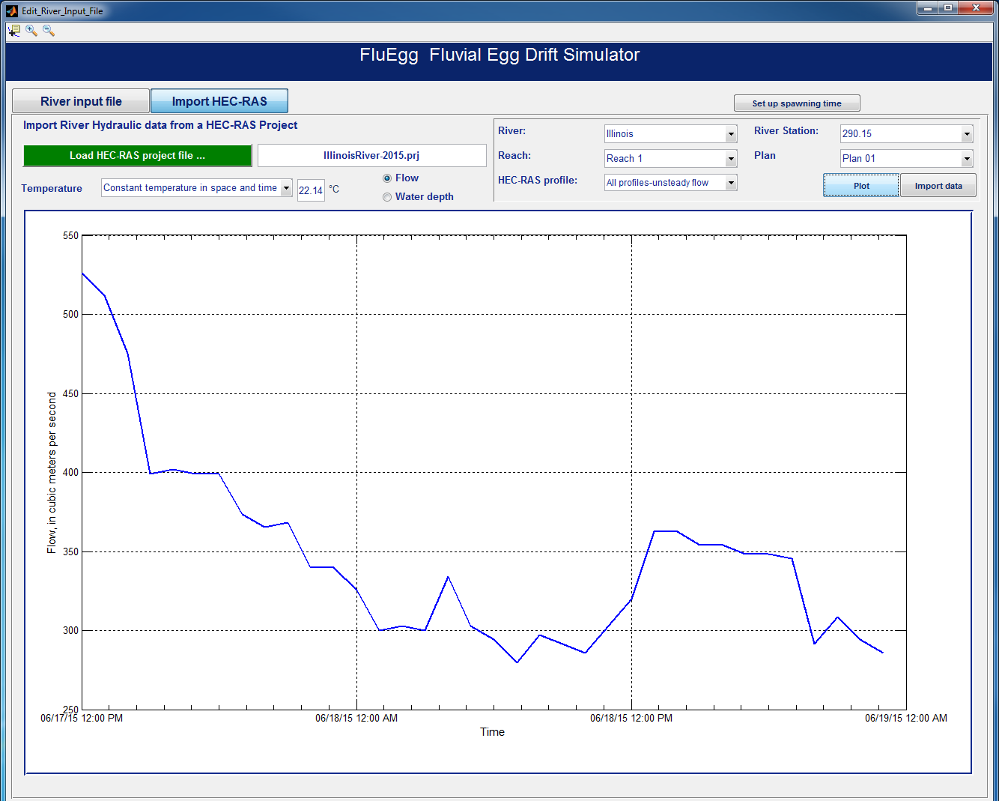 Edit_River_Input_File
FluEgg  Fluvial Egg Drift Simulator
River input file
Import HEC-RAS
Set up spawning time
Import River Hydraulic data from a HEC-RAS Project
Load HEC-RAS project file ...
IllinoisRiver-2015.prj
Temperature
Constant temperature in space and time
22.14 °C
Flow
Water depth
River: Illinois
Reach: Reach 1
HEC-RAS profile: All profiles-unsteady flow
River Station: 290.15
Plan Plan 01
Plot
Import data
550
500
450
400
350
300
250
Flow, in cubic meters per second
06/17/15 12:00 PM
06/18/15 12:00 AM
06/18/15 12:00 PM
06/19/15 12:00 AM
Time